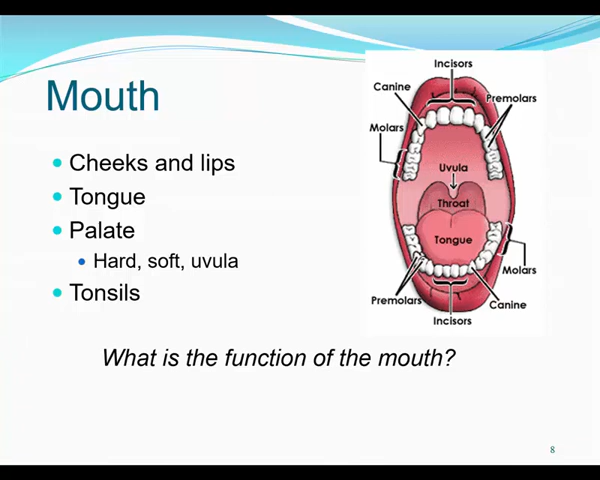 Mouth
Cheeks and lips
Tongue
Palate
Hard, soft, uvula
Tonsils
Incisors
Canine
Premolars
Molars
Uvula
Throat
Tongue
Molars
Premolars
Canine
Incisors
What is the function of the mouth?
8